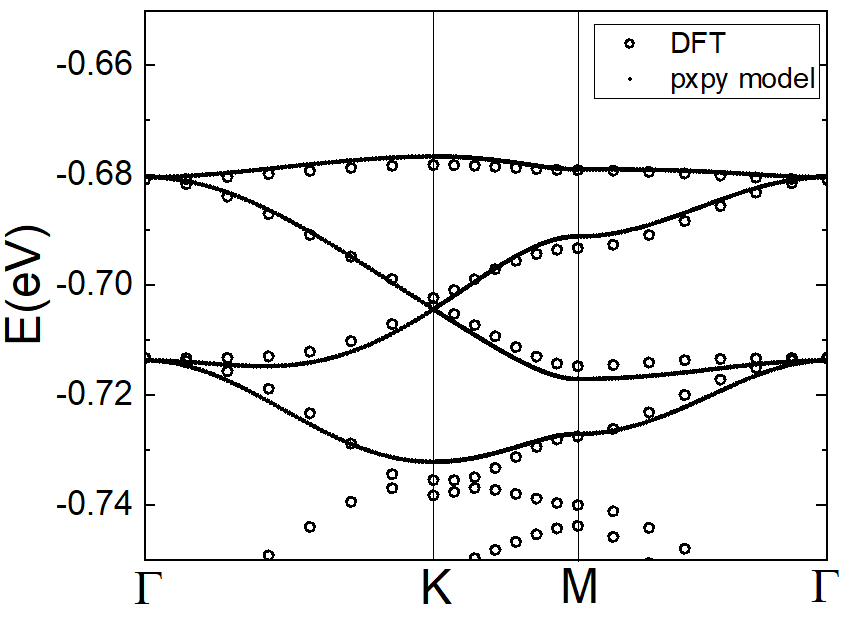 DFT
pxpy model
E(eV)
-0.66
-0.68
-0.70
-0.72
-0.74
Γ K M Γ